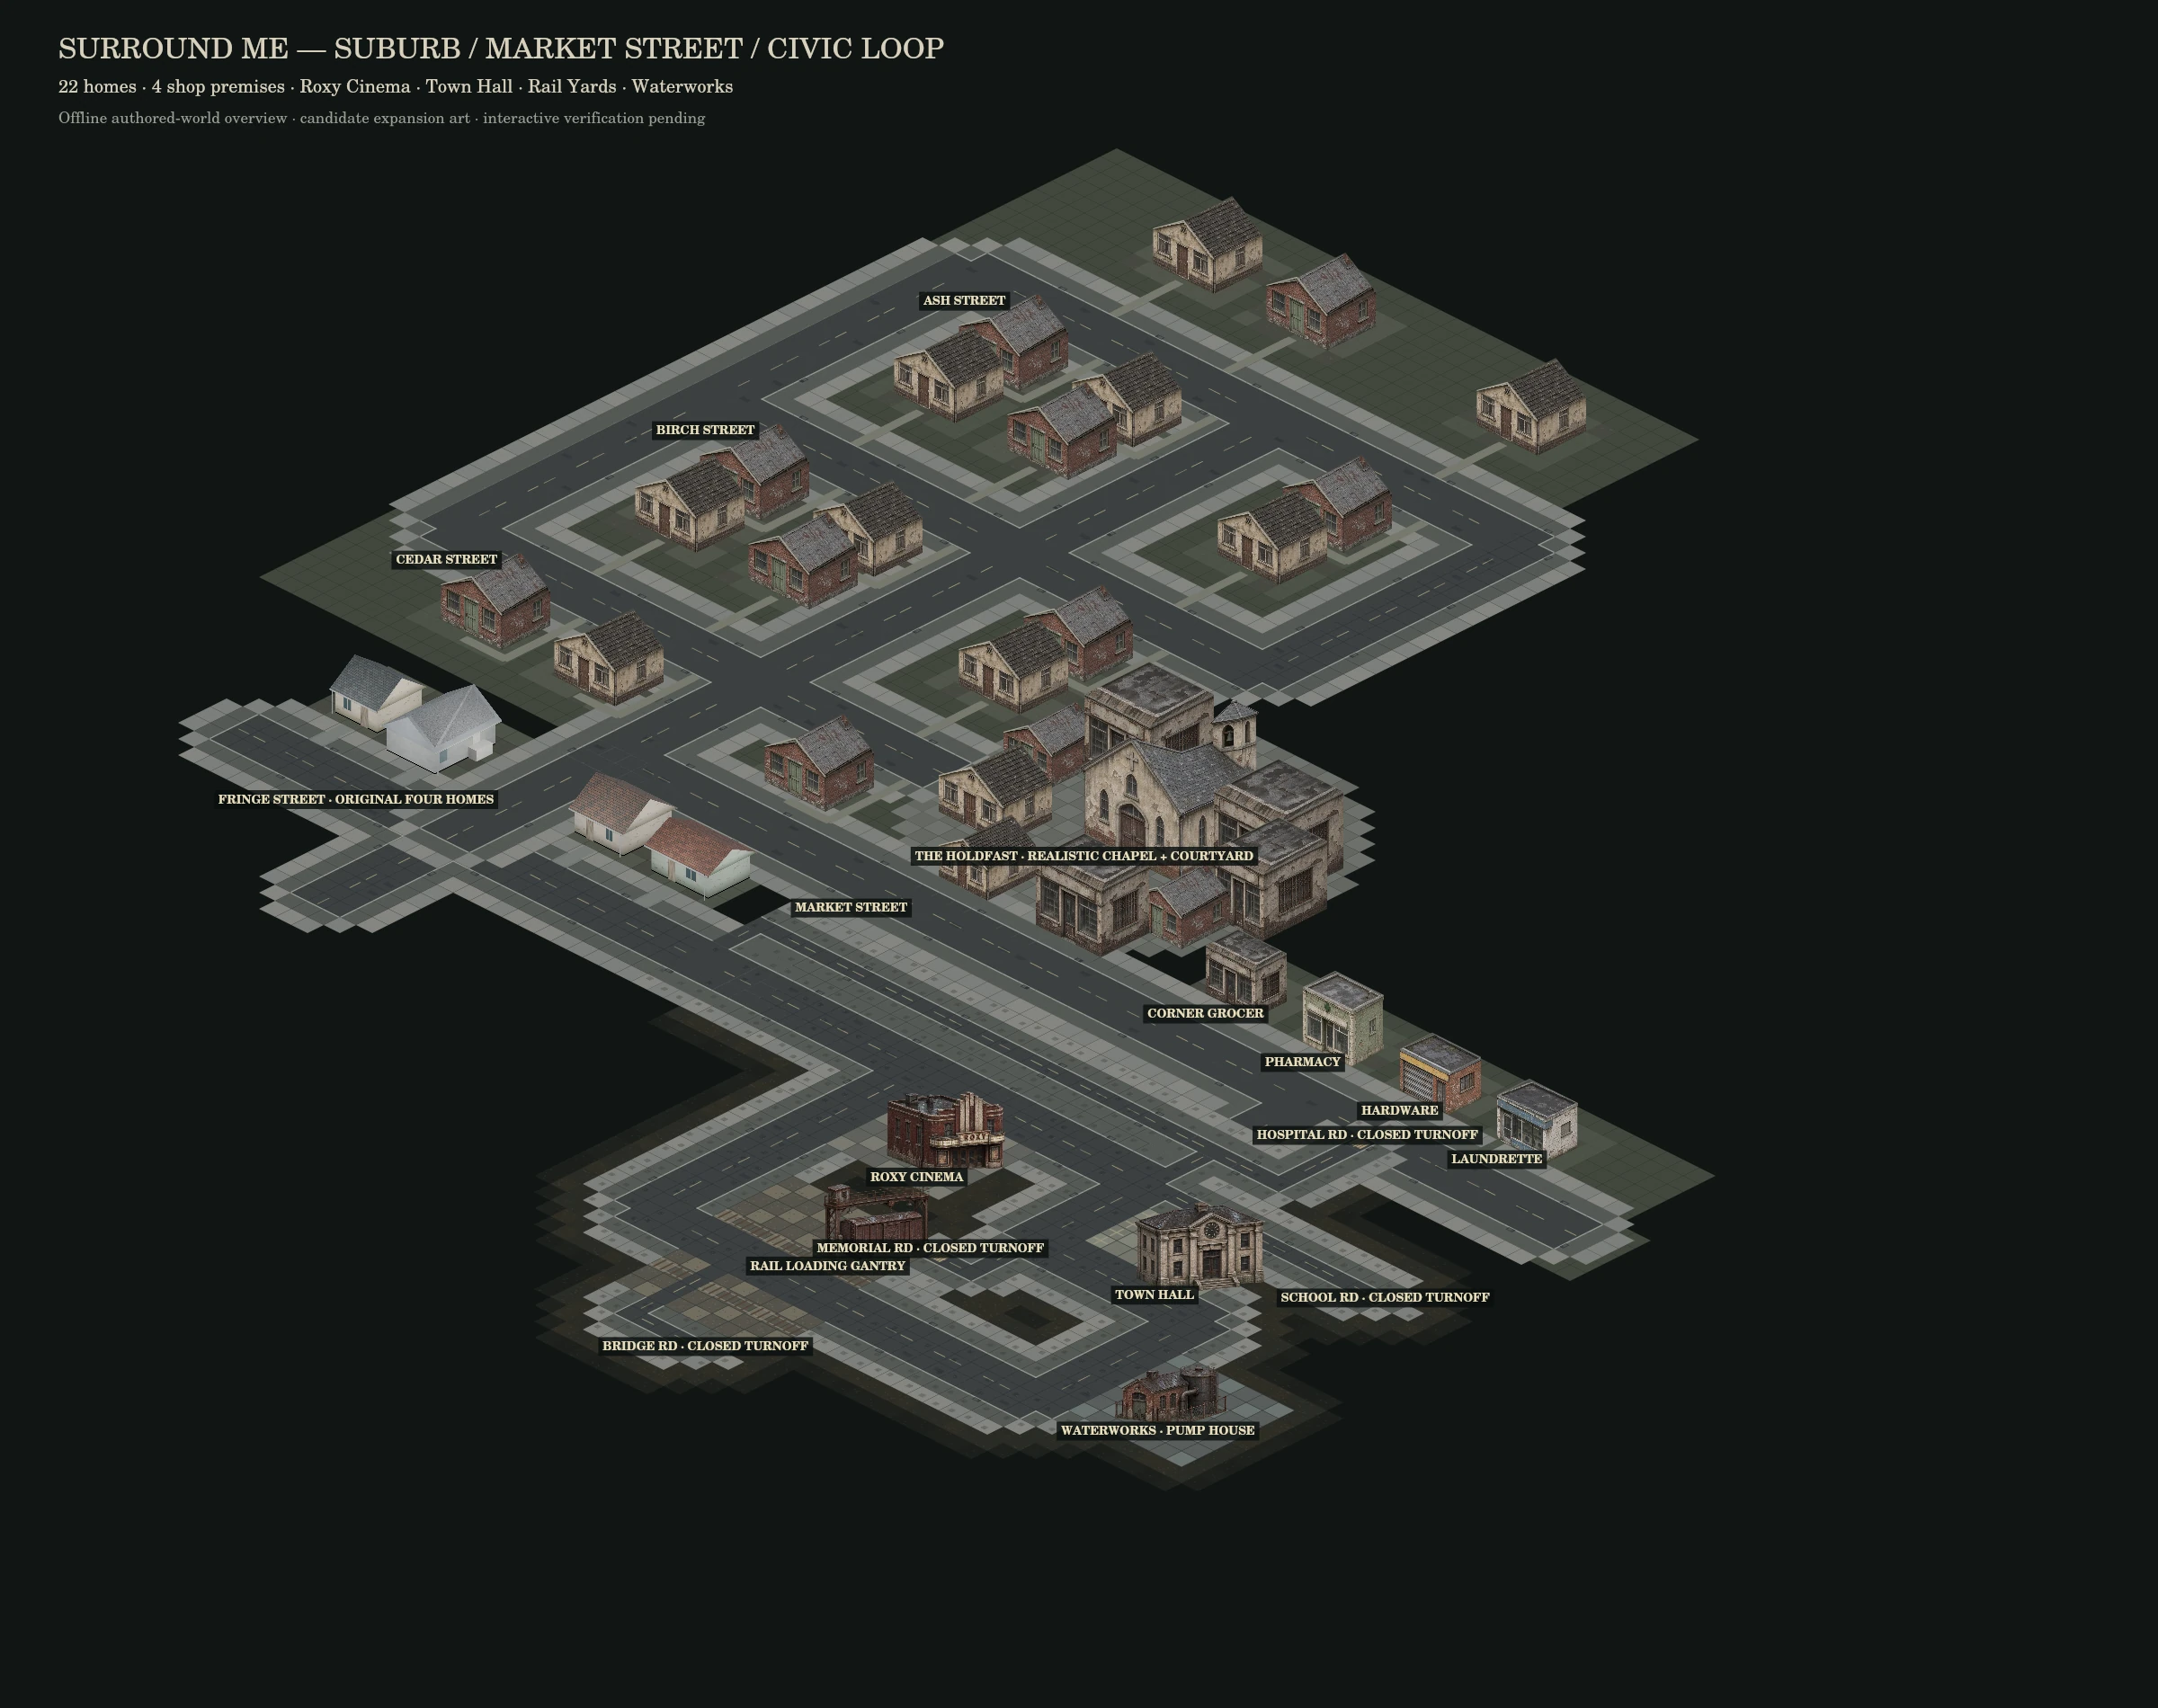 SURROUND ME — SUBURB / MARKET STREET / CIVIC LOOP
22 homes · 4 shop premises · Roxy Cinema · Town Hall · Rail Yards · Waterworks
Offline authored-world overview · candidate expansion art · interactive verification pending
ASH STREET
BIRCH STREET
CEDAR STREET
FRINGE STREET · ORIGINAL FOUR HOMES
THE HOLDFAST · REALISTIC CHAPEL + COURTYARD
MARKET STREET
CORNER GROCER
PHARMACY
HARDWARE
HOSPITAL RD · CLOSED TURNOFF
LAUNDRETTE
ROXY
ROXY CINEMA
MEMORIAL RD · CLOSED TURNOFF
RAIL LOADING GANTRY
TOWN HALL
SCHOOL RD · CLOSED TURNOFF
BRIDGE RD · CLOSED TURNOFF
WATERWORKS · PUMP HOUSE